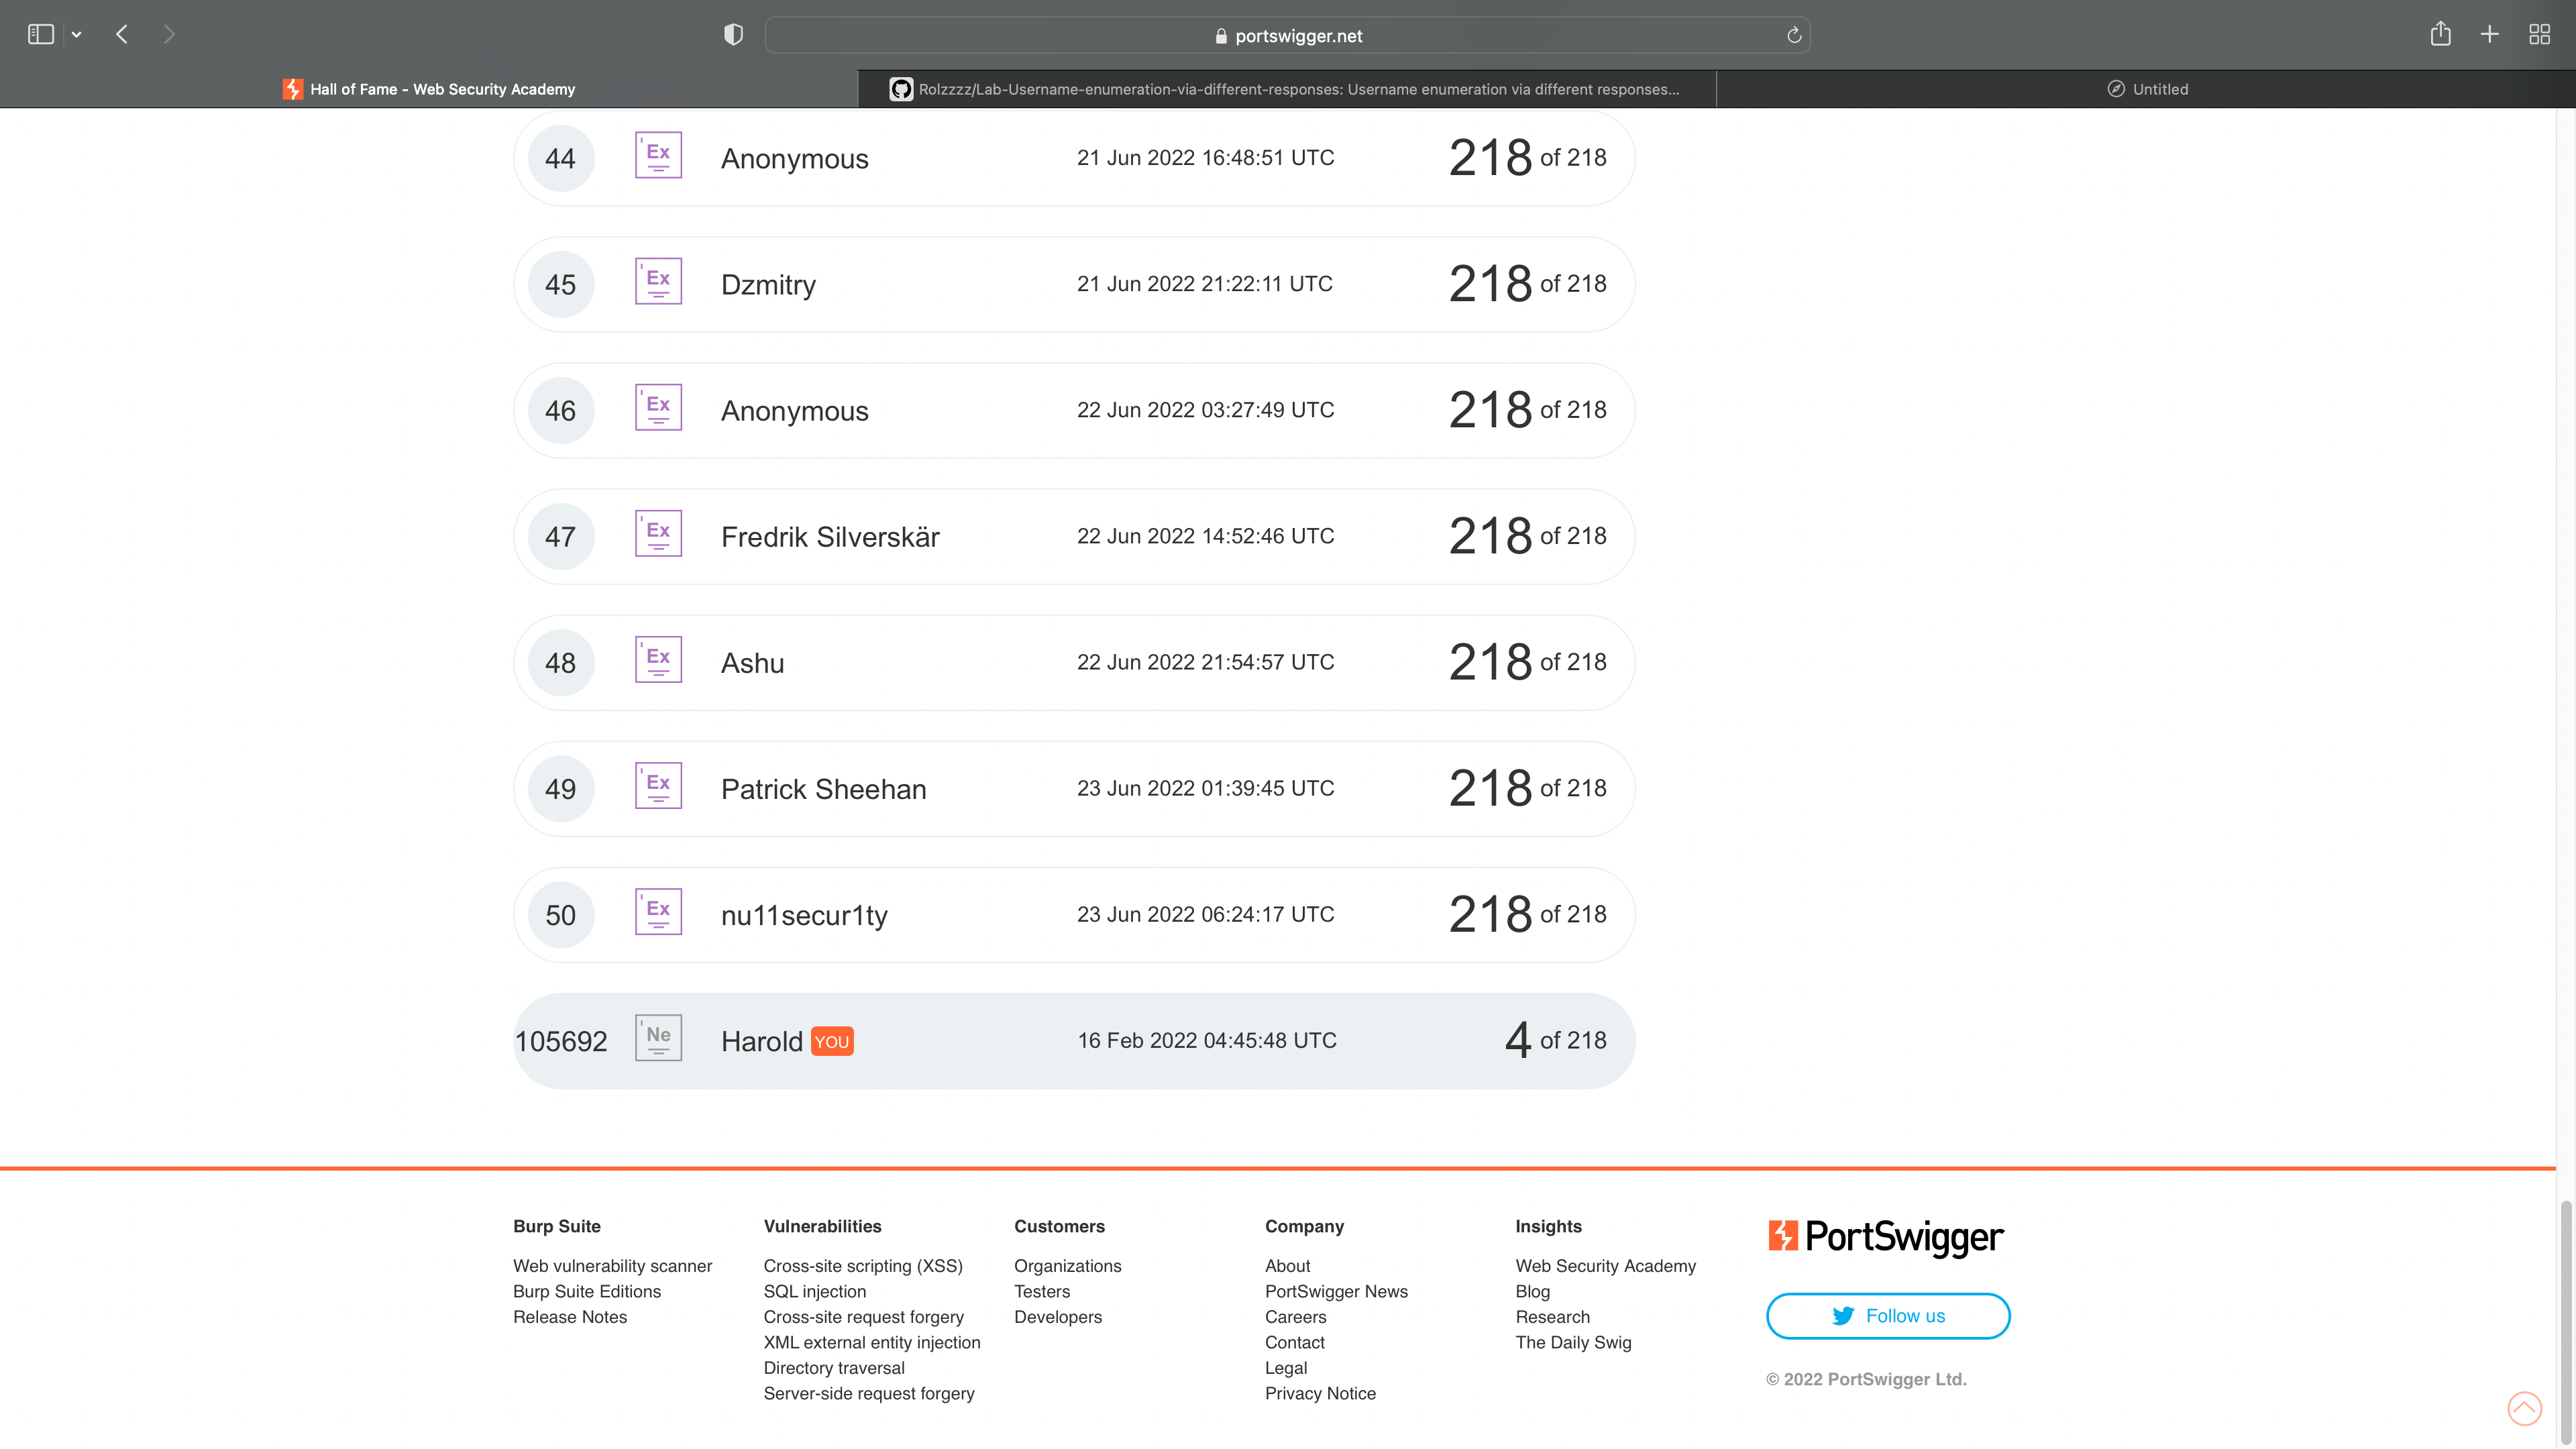 portswigger.net
Hall of Fame - Web Security Academy
Rolzzzz/Lab-Username-enumeration-via-different-responses: Username enumeration via different responses...
Untitled
44 'Ex Anonymous 21 Jun 2022 16:48:51 UTC 218 of 218
45 'Ex Dzmitry 21 Jun 2022 21:22:11 UTC 218 of 218
46 'Ex Anonymous 22 Jun 2022 03:27:49 UTC 218 of 218
47 'Ex Fredrik Silverskär 22 Jun 2022 14:52:46 UTC 218 of 218
48 'Ex Ashu 22 Jun 2022 21:54:57 UTC 218 of 218
49 'Ex Patrick Sheehan 23 Jun 2022 01:39:45 UTC 218 of 218
50 'Ex nu11secur1ty 23 Jun 2022 06:24:17 UTC 218 of 218
105692 'Ne Harold YOU 16 Feb 2022 04:45:48 UTC 4 of 218
Burp Suite
Web vulnerability scanner
Burp Suite Editions
Release Notes
Vulnerabilities
Cross-site scripting (XSS)
SQL injection
Cross-site request forgery
XML external entity injection
Directory traversal
Server-side request forgery
Customers
Organizations
Testers
Developers
Company
About
PortSwigger News
Careers
Contact
Legal
Privacy Notice
Insights
Web Security Academy
Blog
Research
The Daily Swig
PortSwigger
Follow us
© 2022 PortSwigger Ltd.